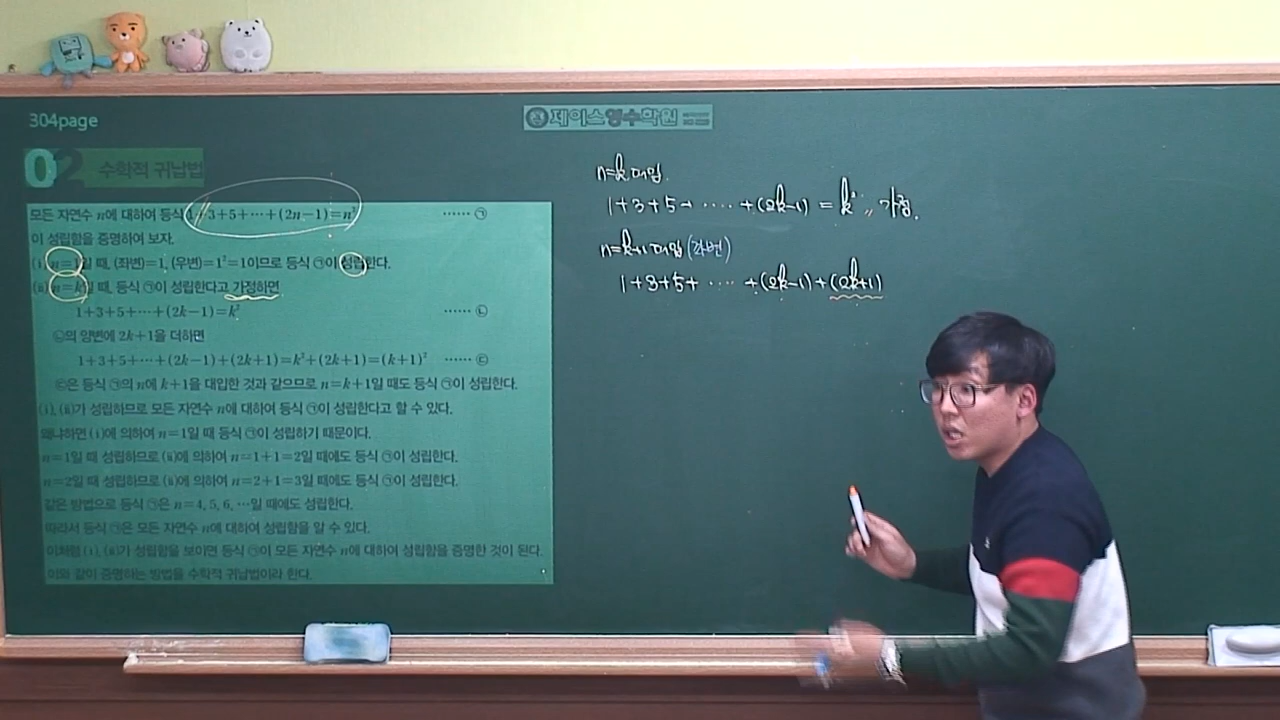 304page
제이스영수학원
02 수학적 귀납법
모든 자연수 n에 대하여 등식 1+3+5+⋯+(2n−1)=n² ⋯⋯ ㉠
이 성립함을 증명하여 보자.
(ⅰ) n=1일 때, (좌변)=1, (우변)=1²=1이므로 등식 ㉠이 성립한다.
(ⅱ) n=k일 때, 등식 ㉠이 성립한다고 가정하면
1+3+5+⋯+(2k−1)=k² ⋯⋯ ㉡
㉡의 양변에 2k+1을 더하면
1+3+5+⋯+(2k−1)+(2k+1)=k²+(2k+1)=(k+1)² ⋯⋯ ㉢
㉢은 등식 ㉠의 n에 k+1을 대입한 것과 같으므로 n=k+1일 때도 등식 ㉠이 성립한다.
(ⅰ), (ⅱ)가 성립하므로 모든 자연수 n에 대하여 등식 ㉠이 성립한다고 할 수 있다.
왜냐하면 (ⅰ)에 의하여 n=1일 때 등식 ㉠이 성립하기 때문이다.
n=1일 때 성립하므로 (ⅱ)에 의하여 n=1+1=2일 때에도 등식 ㉠이 성립한다.
n=2일 때 성립하므로 (ⅱ)에 의하여 n=2+1=3일 때에도 등식 ㉠이 성립한다.
같은 방법으로 등식 ㉠은 n=4, 5, 6, ⋯일 때에도 성립한다.
따라서 등식 ㉠은 모든 자연수 n에 대하여 성립함을 알 수 있다.
이처럼 (ⅰ), (ⅱ)가 성립함을 보이면 등식 ㉠이 모든 자연수 n에 대하여 성립함을 증명한 것이 된다.
이와 같이 증명하는 방법을 수학적 귀납법이라 한다.
n=k 대입.
1+3+5+ ⋯⋯ +(2k-1) = k² ,, 가정.
n=k+1 대입 (좌변)
1+3+5+ ⋯⋯ +(2k-1)+(2k+1)